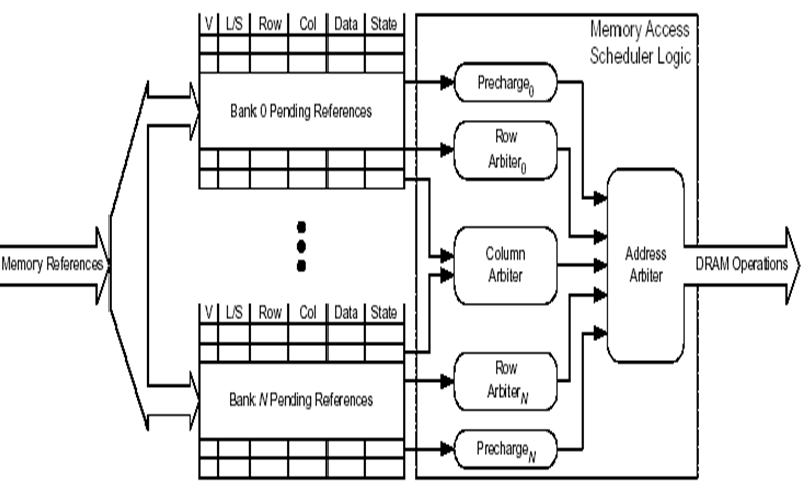 V L/S Row Col Data State
Memory Access
Scheduler Logic
Bank 0 Pending References
Precharge0
Row
Arbiter0
Memory References
Column
Arbiter
Address
Arbiter
DRAM Operations
V L/S Row Col Data State
Bank N Pending References
Row
ArbiterN
PrechargeN